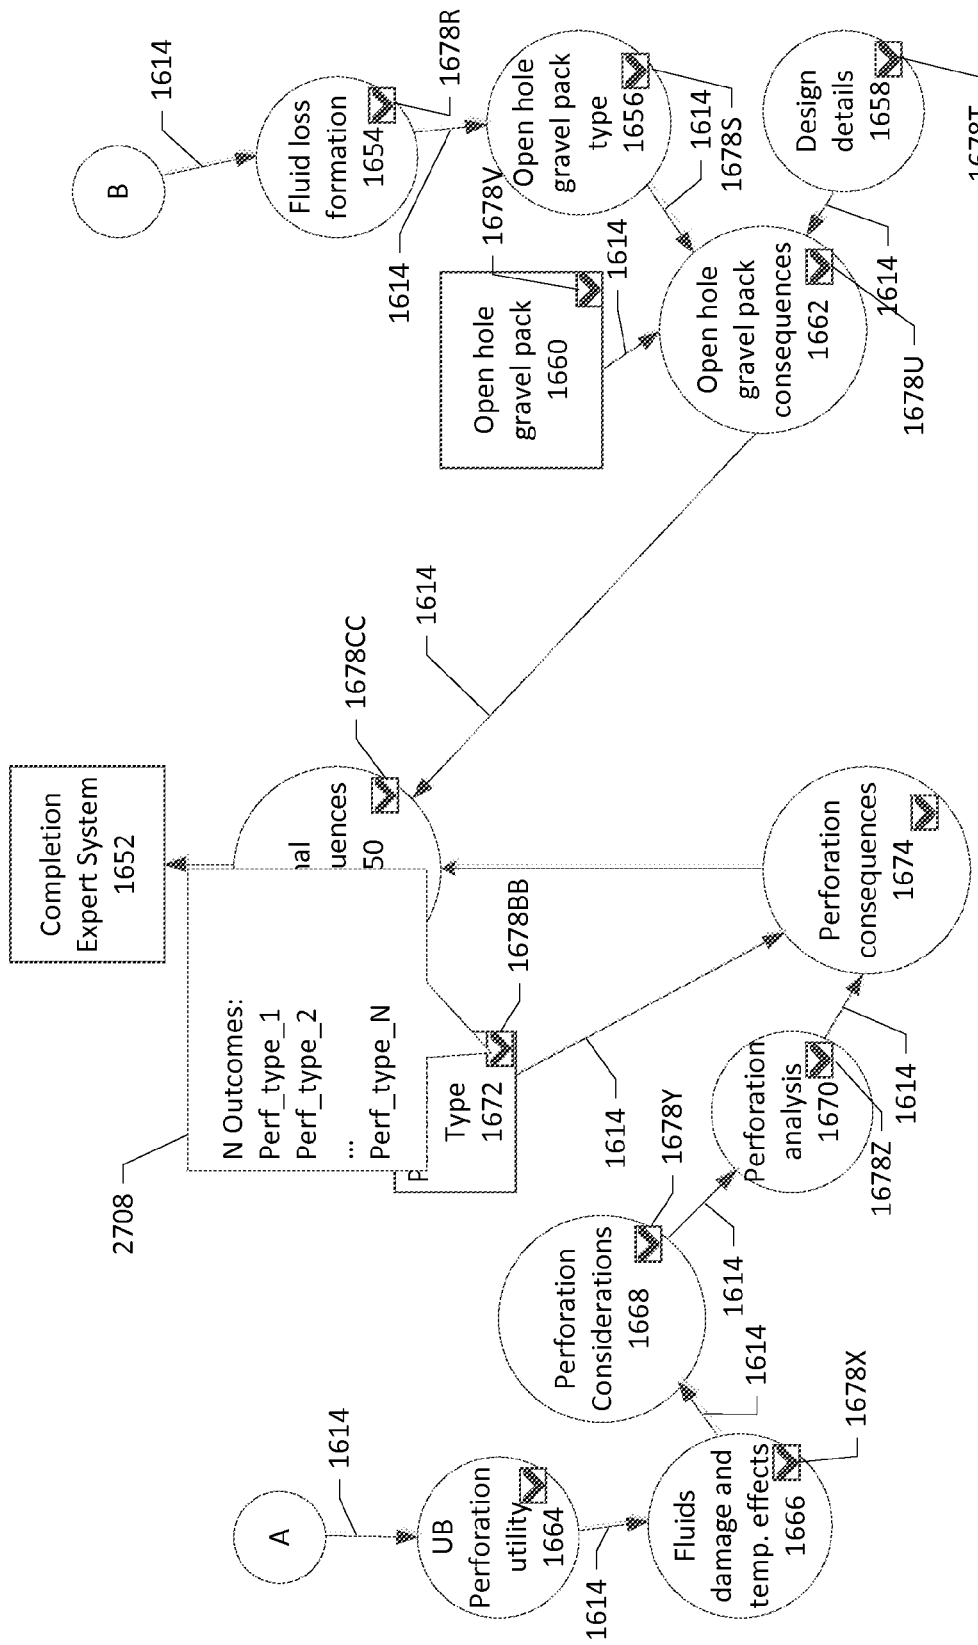 Completion
Expert System
1652
2708
N Outcomes:
Perf_type_1
Perf_type_2
...
Perf_type_N
nal
uences
50
1678CC
P
Type
1672
1678BB
A
1614
UB
Perforation
utility
1664
1614
Fluids
damage and
temp. effects
1666
1678X
1614
Perforation
Considerations
1668
1678Y
1614
Perforation
analysis
1670
1678Z
1614
1614
Perforation
consequences
1674
1614
B
1614
Fluid loss
formation
1654
1678R
1614
Open hole
gravel pack
type
1656
1678S
1614
Open hole
gravel pack
1660
1678V
1614
Open hole
gravel pack
consequences
1662
1678U
1614
Design
details
1658